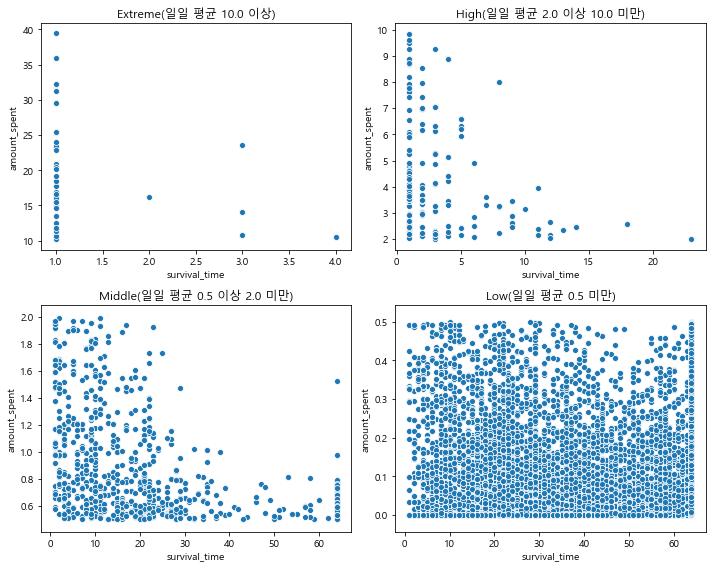 Extreme(일일 평균 10.0 이상)
40
35
30
25
20
15
10
amount_spent
1.0 1.5 2.0 2.5 3.0 3.5 4.0
survival_time
High(일일 평균 2.0 이상 10.0 미만)
10
9
8
7
6
5
4
3
2
amount_spent
0 5 10 15 20
survival_time
Middle(일일 평균 0.5 이상 2.0 미만)
2.0
1.8
1.6
1.4
1.2
1.0
0.8
0.6
amount_spent
0 10 20 30 40 50 60
survival_time
Low(일일 평균 0.5 미만)
0.5
0.4
0.3
0.2
0.1
0.0
amount_spent
0 10 20 30 40 50 60
survival_time